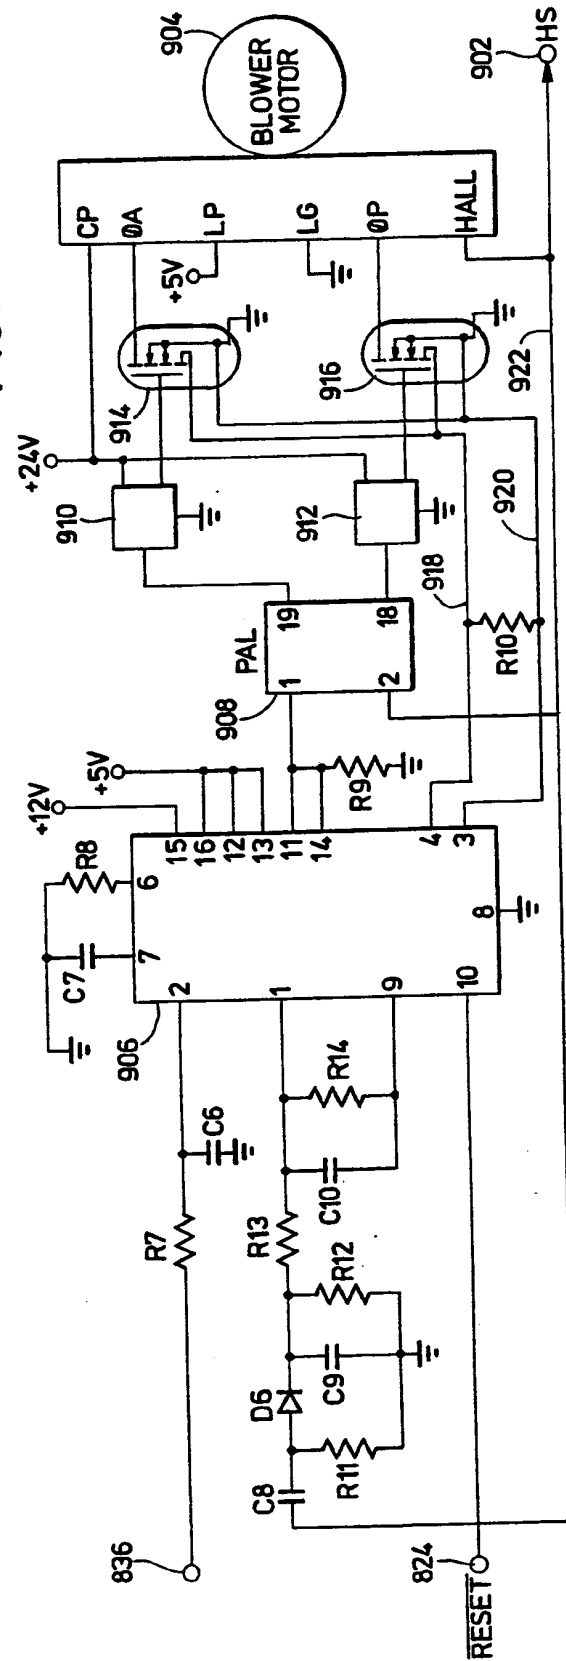 904
BLOWER
MOTOR
902
HS
CP
ØA
LP
LG
ØP
HALL
+5V
914
916
922
+24V
910
912
918
920
R10
PAL
19
18
1
2
908
+12V
+5V
R9
R8
C7
6
7
15
16
12
13
11
14
4
3
8
2
1
9
10
906
R7
C6
R14
C10
R13
R12
C9
D6
R11
C8
836
824
RESET